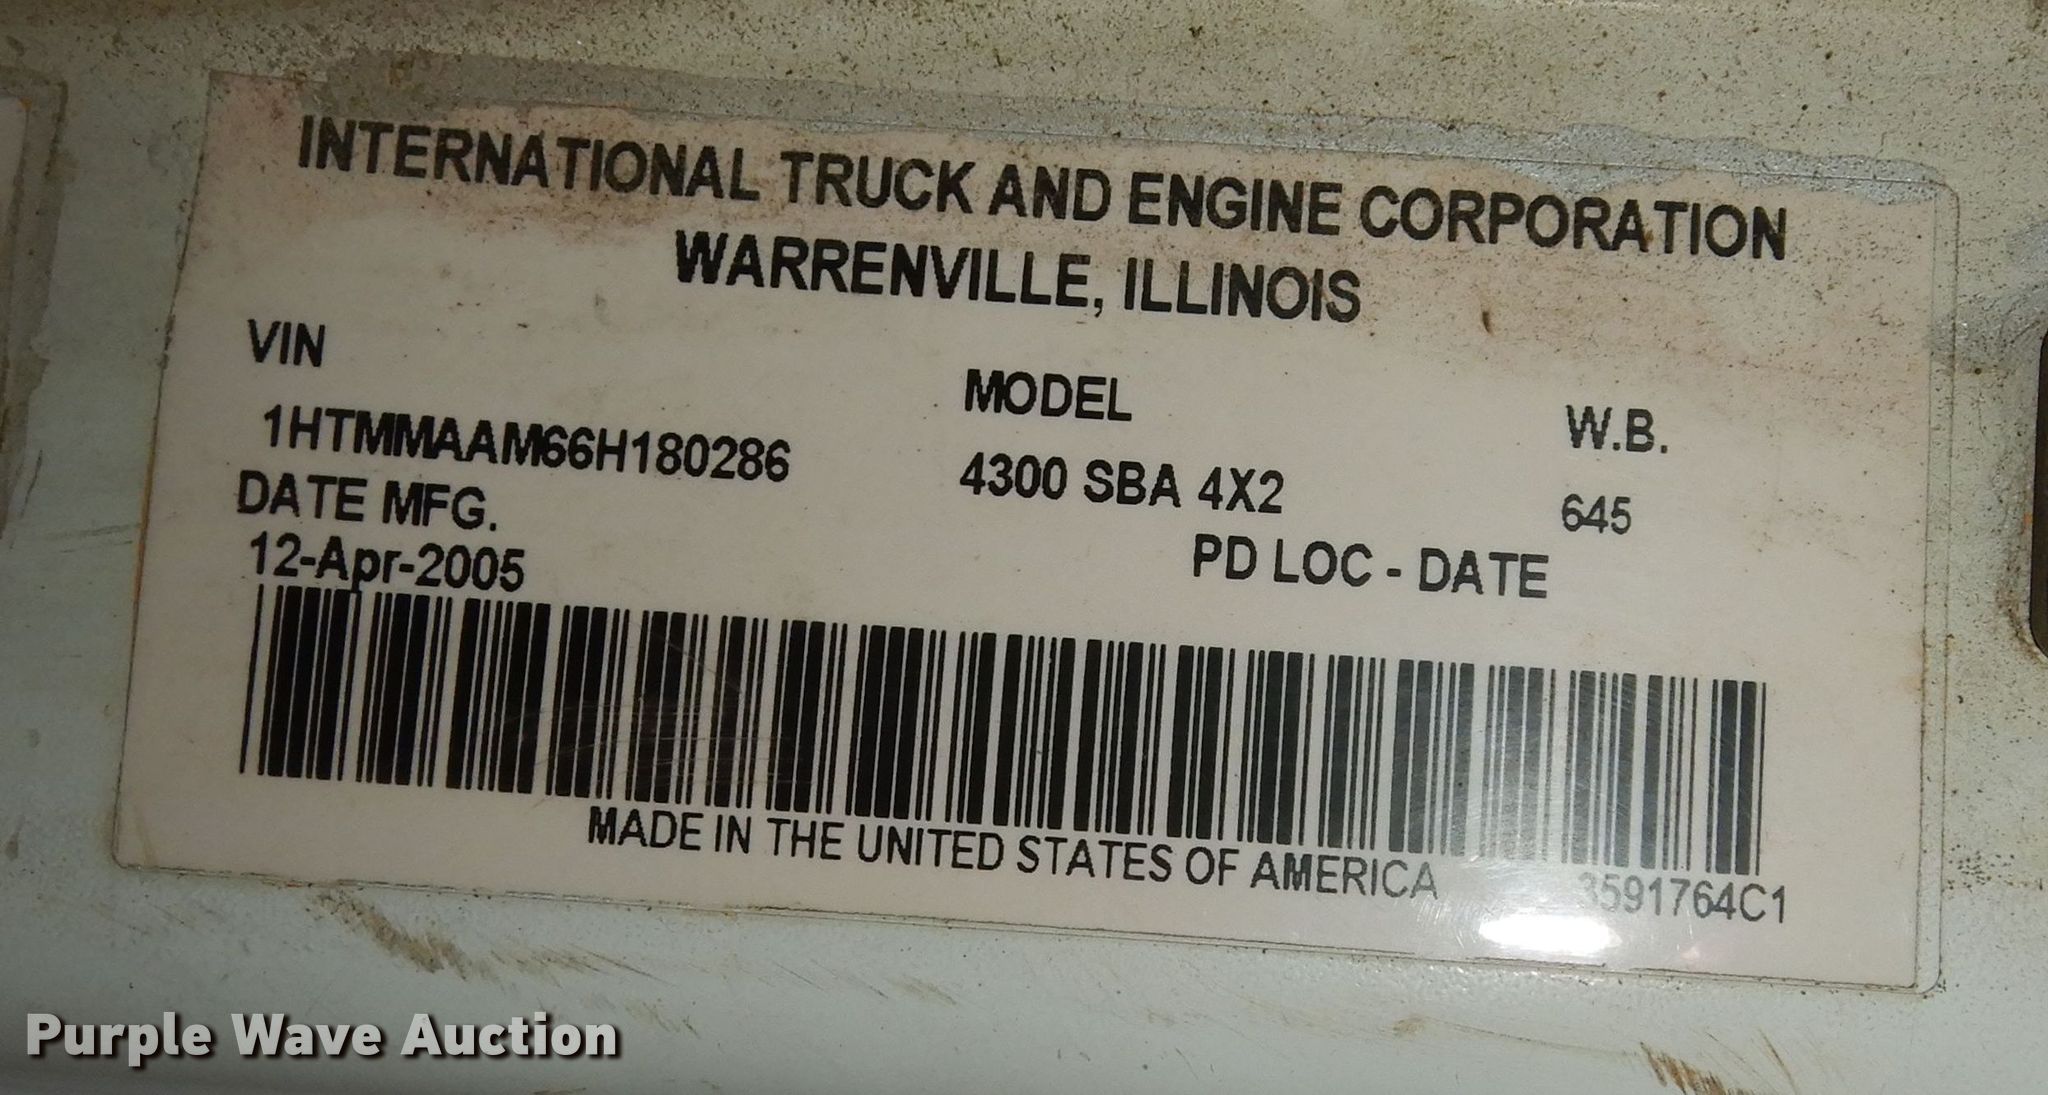 INTERNATIONAL TRUCK AND ENGINE CORPORATION
WARRENVILLE, ILLINOIS
VIN MODEL W.B.
1HTMMAAM66H180286 4300 SBA 4X2 645
DATE MFG. PD LOC - DATE
12-Apr-2005
MADE IN THE UNITED STATES OF AMERICA 3591764C1
Purple Wave Auction